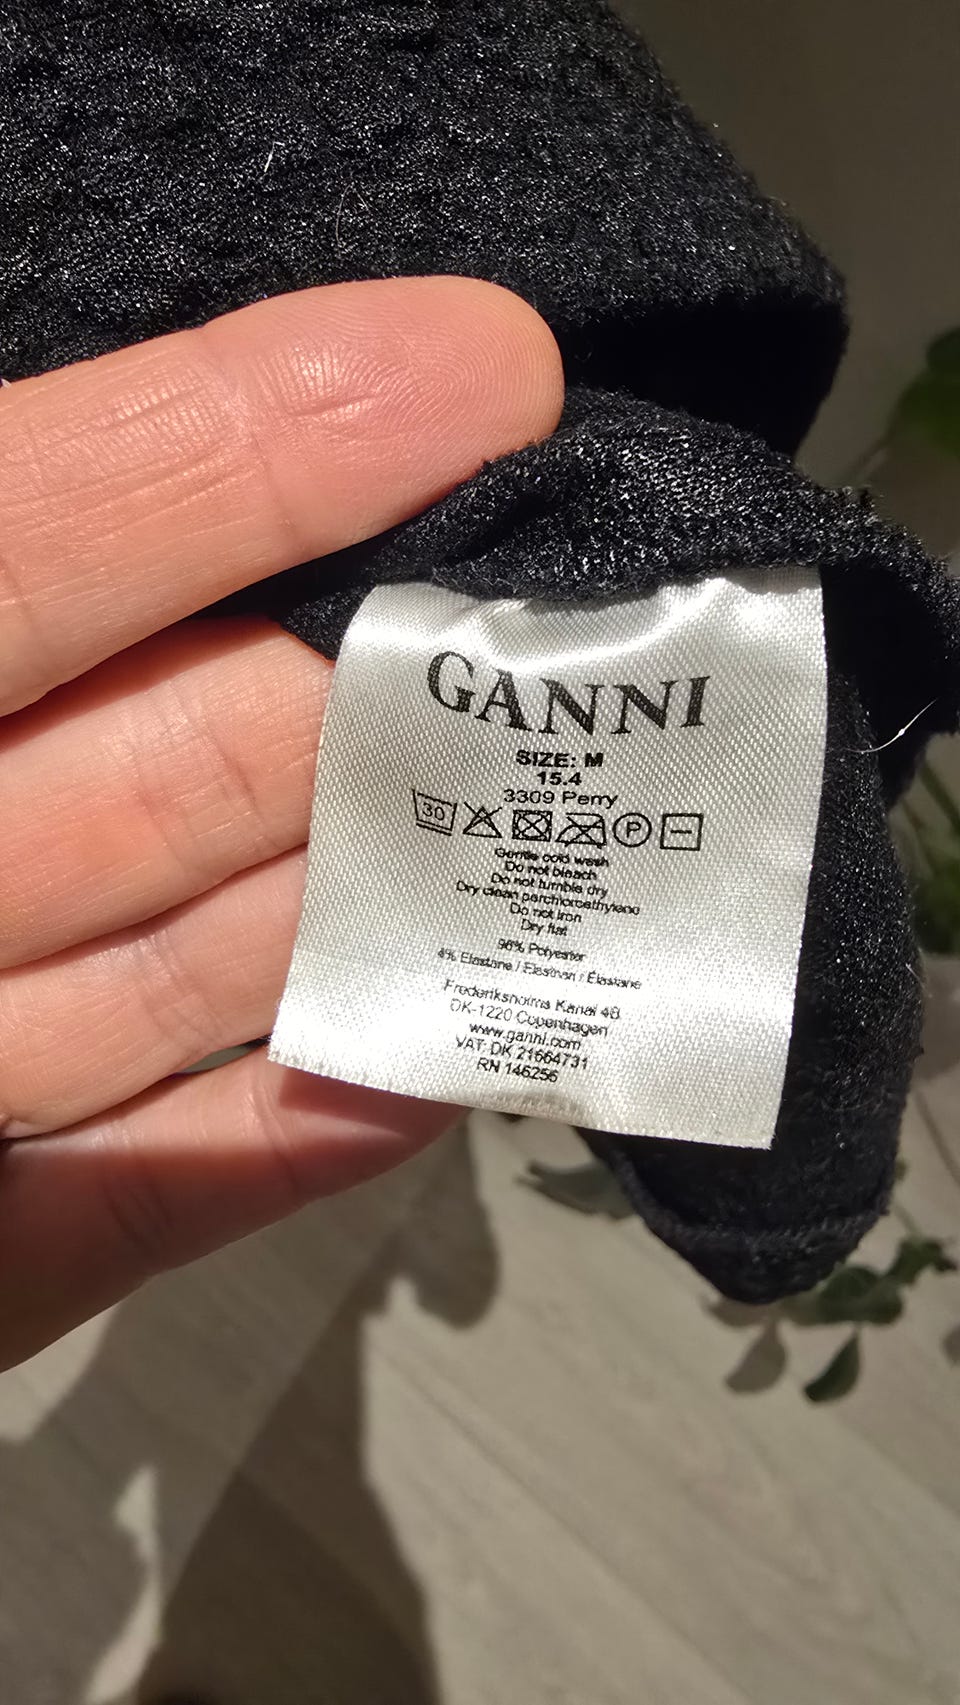 GANNI
SIZE: M
15.4
3309 Perry
30 P
Gentle cold wash
Do not bleach
Do not tumble dry
Dry clean perchloroethylene
Do not iron
Dry flat
96% Polyester
4% Elastane / Elasthan / Élastane
Frederiksholms Kanal 4B
DK-1220 Copenhagen
www.ganni.com
VAT: DK 21664731
RN 146256